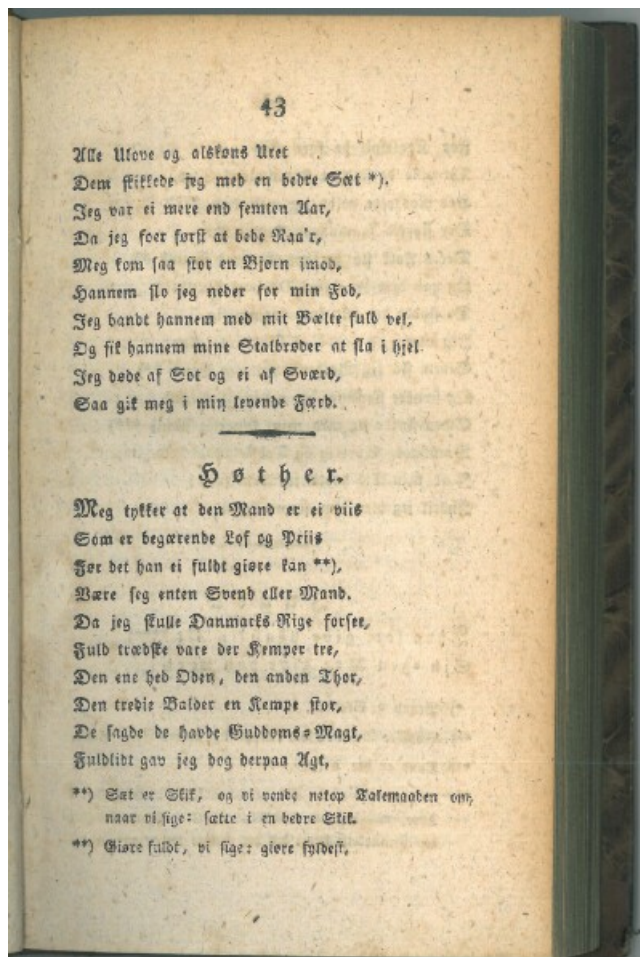 43
Alle Ulove og alskøns Uret
Dem skikkede jeg med en bedre Sæt *).
Jeg var ei mere end femten Aar,
Da jeg foer først at bede Raa'r,
Meg kom saa stor en Bjørn imod,
Hannem slo jeg neder for min Fod,
Jeg bandt hannem med mit Bælte fuld vel,
Og fik hannem mine Stalbrøder at sla i hjel
Jeg døde af Sot og ei af Sværd,
Saa gik meg i min levende Færd.
Høther.
Meg tykker at den Mand er ei viis
Som er begærende Lof og Priis
Før det han ei fuldt giøre kan **),
Være seg enten Svend eller Mand.
Da jeg skulle Danmarks Rige forsee,
Fuld trædske vare der Kemper tre,
Den ene hed Oden, den anden Thor,
Den tredie Balder en Kempe stor,
De sagde de havde Guddoms-Magt,
Fuldlidt gav jeg dog derpaa Agt,
**) Sæt er Skik, og vi vende netop Talemaaden om,
naar vi sige: sætte i en bedre Skik.
**) Giøre fuldt, vi sige: giøre fyldest.